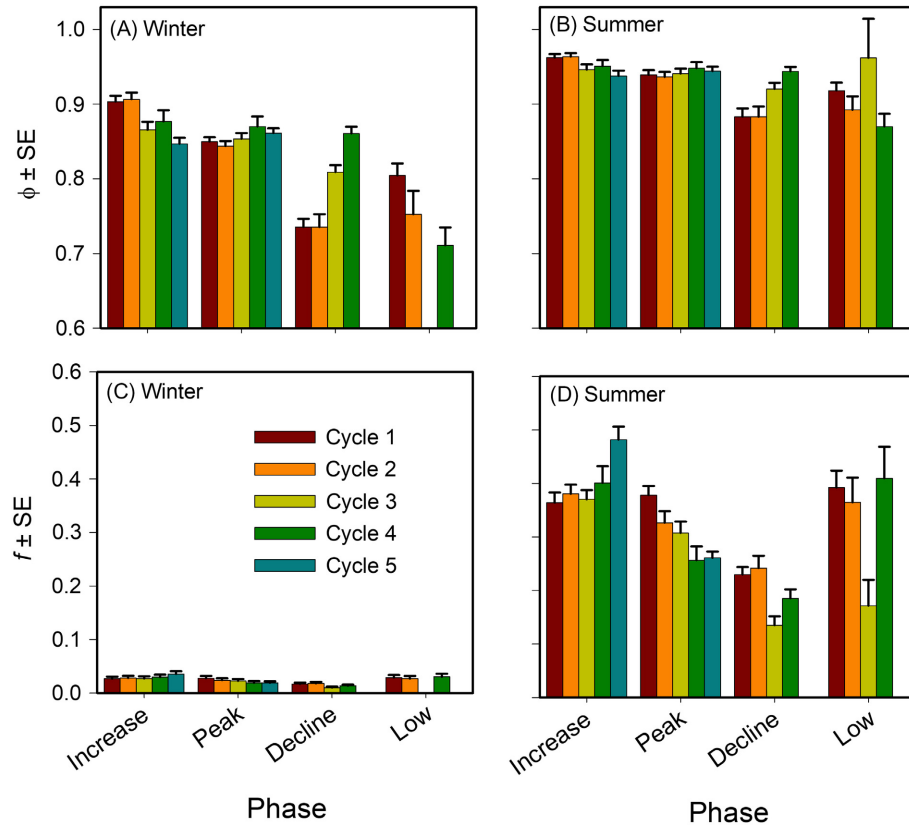 (A) Winter
(B) Summer
1.0
0.9
0.8
0.7
0.6
ϕ ± SE
(C) Winter
(D) Summer
0.6
0.5
0.4
0.3
0.2
0.1
0.0
f ± SE
Cycle 1
Cycle 2
Cycle 3
Cycle 4
Cycle 5
Increase
Peak
Decline
Low
Increase
Peak
Decline
Low
Phase
Phase